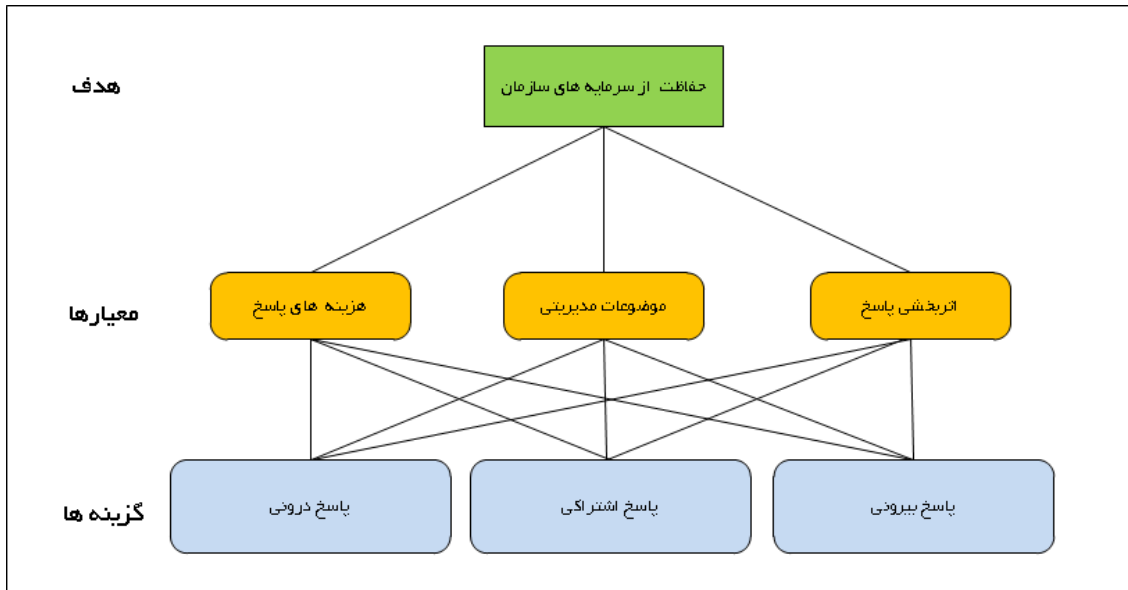 هدف
حفاظت از سرمایه های سازمان
معیارها
اثربخشی پاسخ
موضوعات مدیریتی
هزینه های پاسخ
گزینه ها
پاسخ بیرونی
پاسخ اشتراکی
پاسخ درونی